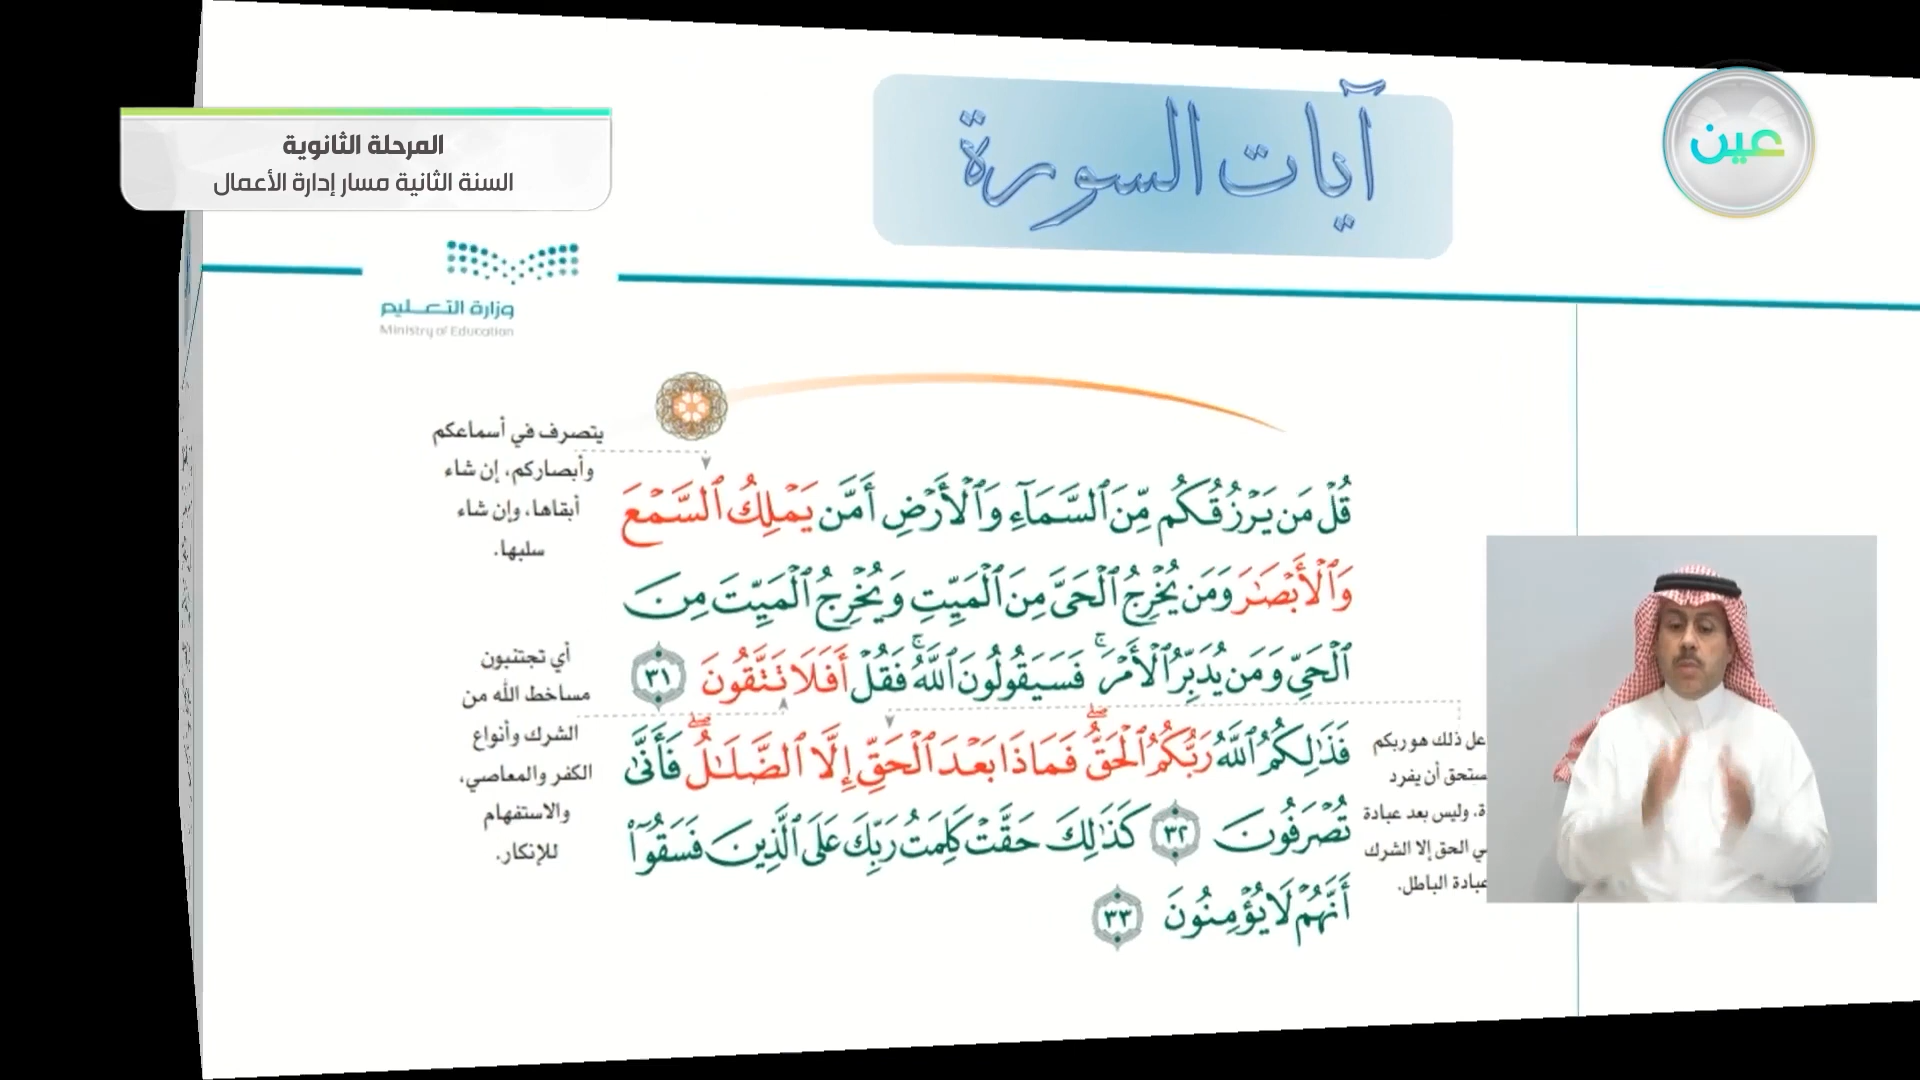 آيات السورة
عين
المرحلة الثانوية
السنة الثانية مسار إدارة الأعمال
وزارة التعليم
Ministry of Education
يتصرف في أسماعكم
وأبصاركم، إن شاء
أبقاها، وإن شاء
سلبها.
قُلۡ مَن يَرۡزُقُكُم مِّنَ ٱلسَّمَآءِ وَٱلۡأَرۡضِ أَمَّن يَمۡلِكُ ٱلسَّمۡعَ
وَٱلۡأَبۡصَٰرَ وَمَن يُخۡرِجُ ٱلۡحَيَّ مِنَ ٱلۡمَيِّتِ وَيُخۡرِجُ ٱلۡمَيِّتَ مِنَ
ٱلۡحَيِّ وَمَن يُدَبِّرُ ٱلۡأَمۡرَۚ فَسَيَقُولُونَ ٱللَّهُۚ فَقُلۡ أَفَلَا تَتَّقُونَ ٣١
فَذَٰلِكُمُ ٱللَّهُ رَبُّكُمُ ٱلۡحَقُّۖ فَمَاذَا بَعۡدَ ٱلۡحَقِّ إِلَّا ٱلضَّلَٰلُۖ فَأَنَّىٰ
تُصۡرَفُونَ ٣٢ كَذَٰلِكَ حَقَّتۡ كَلِمَتُ رَبِّكَ عَلَى ٱلَّذِينَ فَسَقُوٓاْ
أَنَّهُمۡ لَا يُؤۡمِنُونَ ٣٣
أي تجتنبون
مساخط الله من
الشرك وأنواع
الكفر والمعاصي،
والاستفهام
للإنكار.
ذلك هو ربكم
أن يفرد
وليس بعد عبادة
الحق إلا الشرك
الباطل.